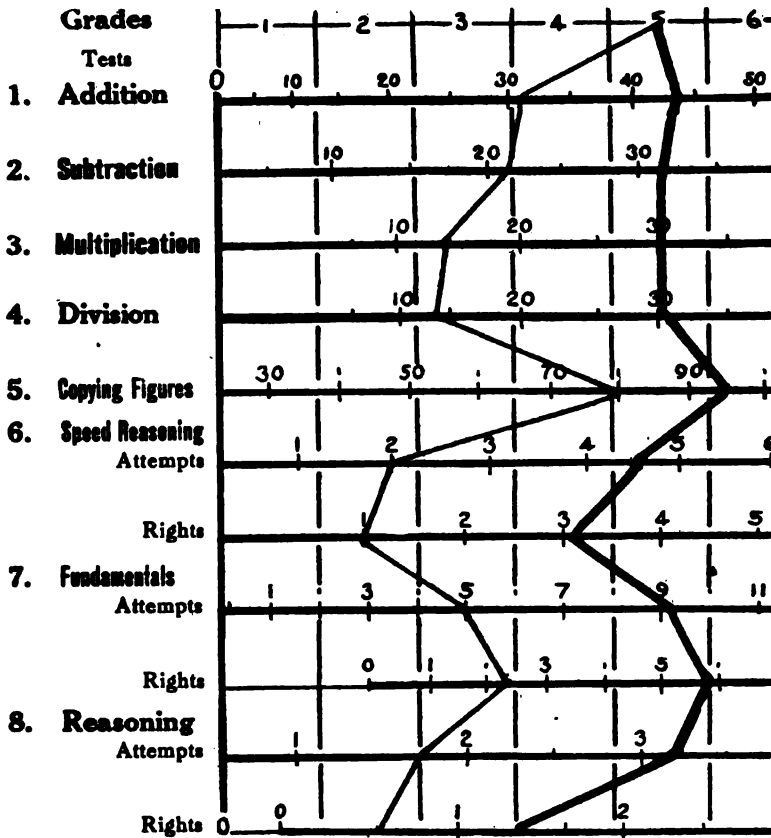 Grades 1 2 3 4 5 6
Tests
0 10 20 30 40 50
1. Addition
10 20 30
2. Subtraction
10 20 30
3. Multiplication
10 20 30
4. Division
30 50 70 90
5. Copying Figures
6. Speed Reasoning
1 2 3 4 5 6
Attempts
1 2 3 4 5
Rights
7. Fundamentals
1 3 5 7 9 11
Attempts
0 1 3 5
Rights
8. Reasoning
1 2 3
Attempts
Rights 0 0 1 2